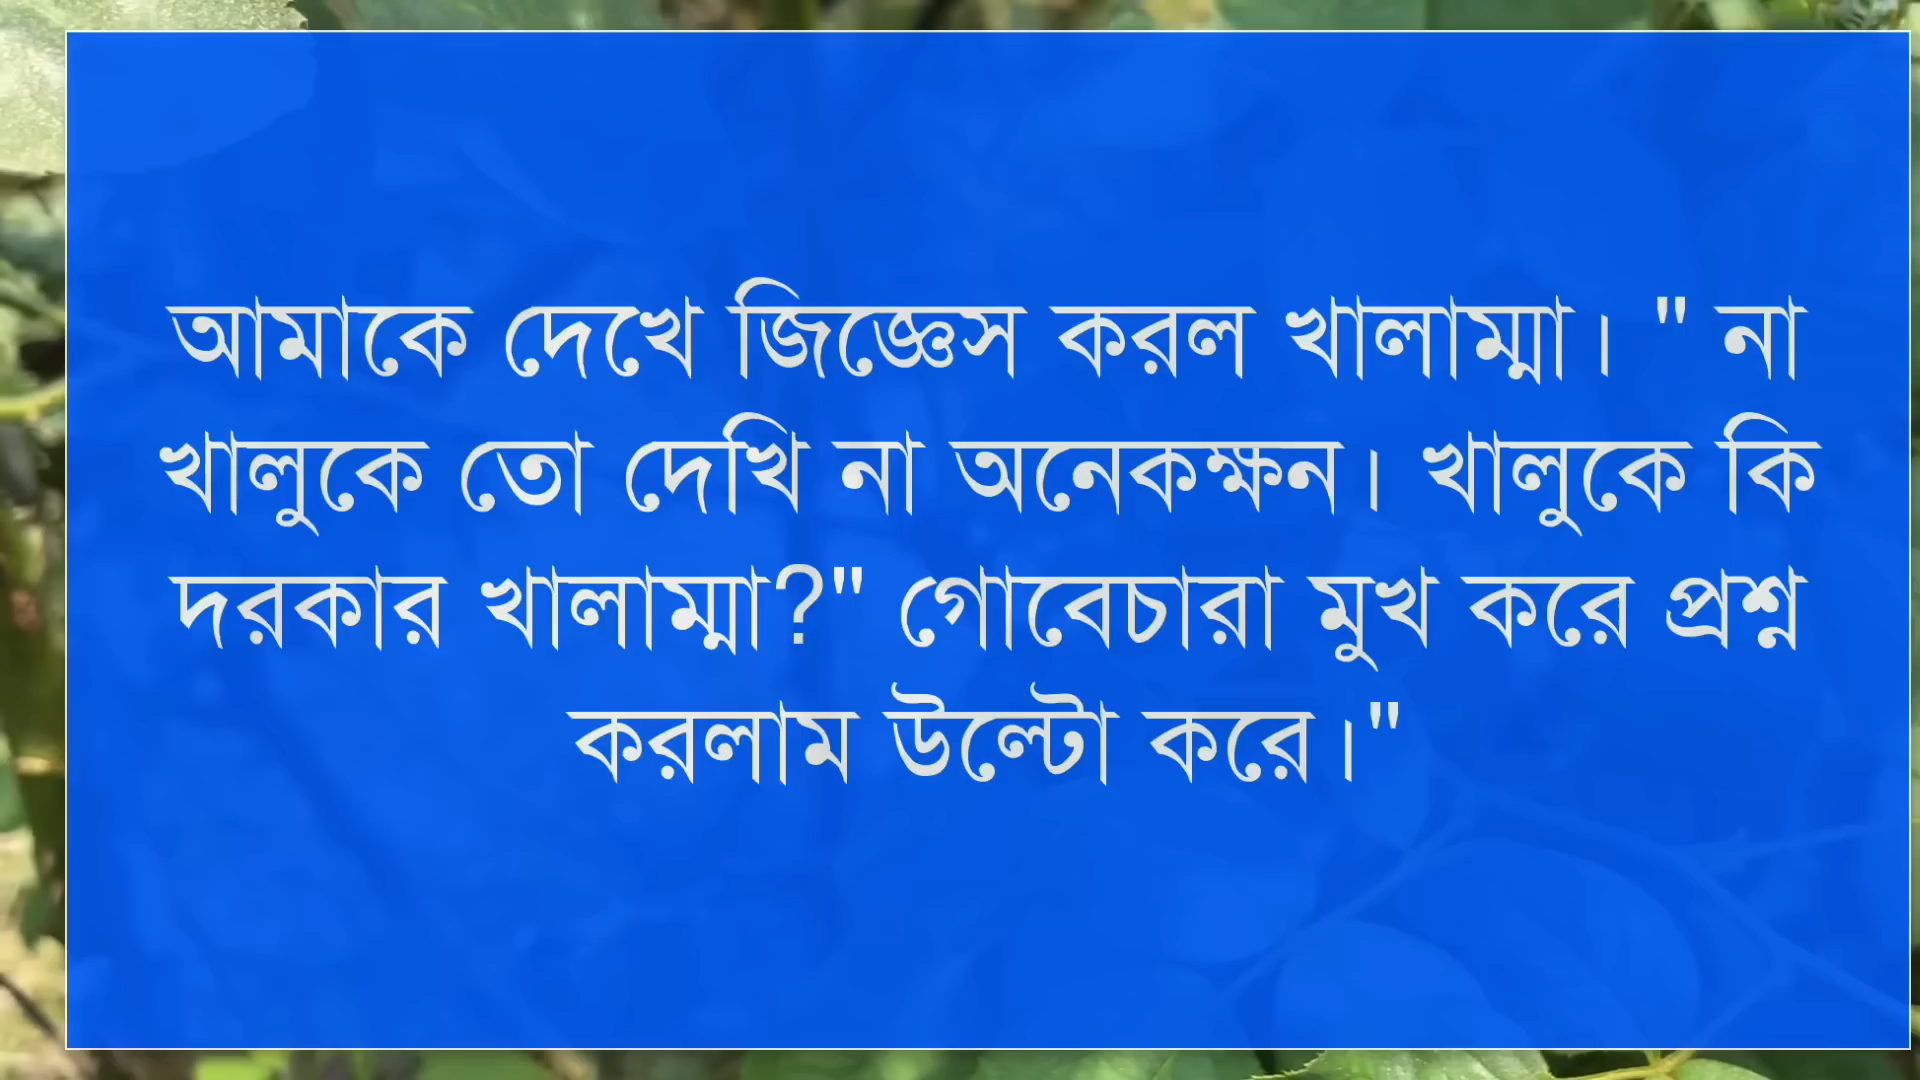 আমাকে দেখে জিজ্ঞেস করল খালাম্মা। " না
খালুকে তো দেখি না অনেকক্ষন। খালুকে কি
দরকার খালাম্মা?" গোবেচারা মুখ করে প্রশ্ন
করলাম উল্টো করে।"